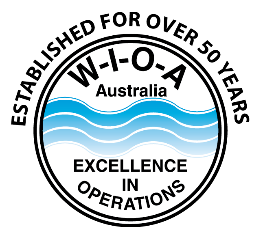 ESTABLISHED FOR OVER 50 YEARS
W-I-O-A
Australia
EXCELLENCE
IN
OPERATIONS